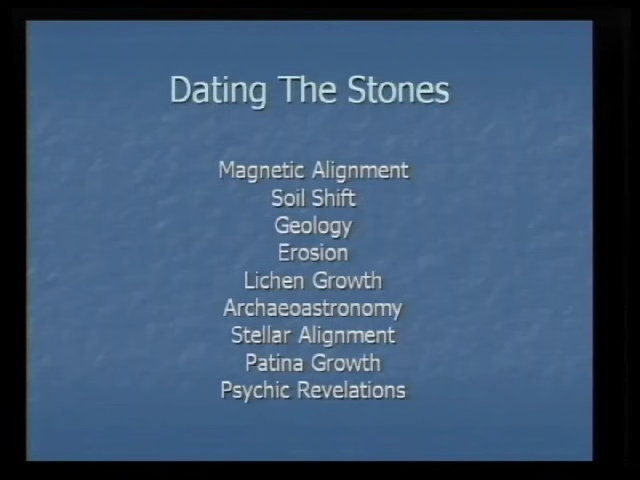 Dating The Stones
Magnetic Alignment
Soil Shift
Geology
Erosion
Lichen Growth
Archaeoastronomy
Stellar Alignment
Patina Growth
Psychic Revelations